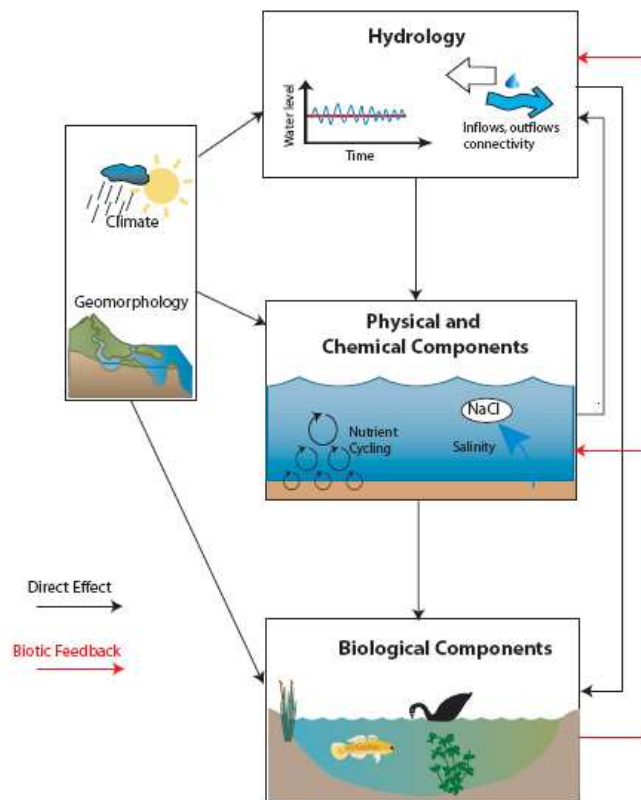 Hydrology
Water level
Time
Inflows, outflows
connectivity
Climate
Geomorphology
Physical and
Chemical Components
Nutrient
Cycling
NaCl
Salinity
Direct Effect
Biotic Feedback
Biological Components